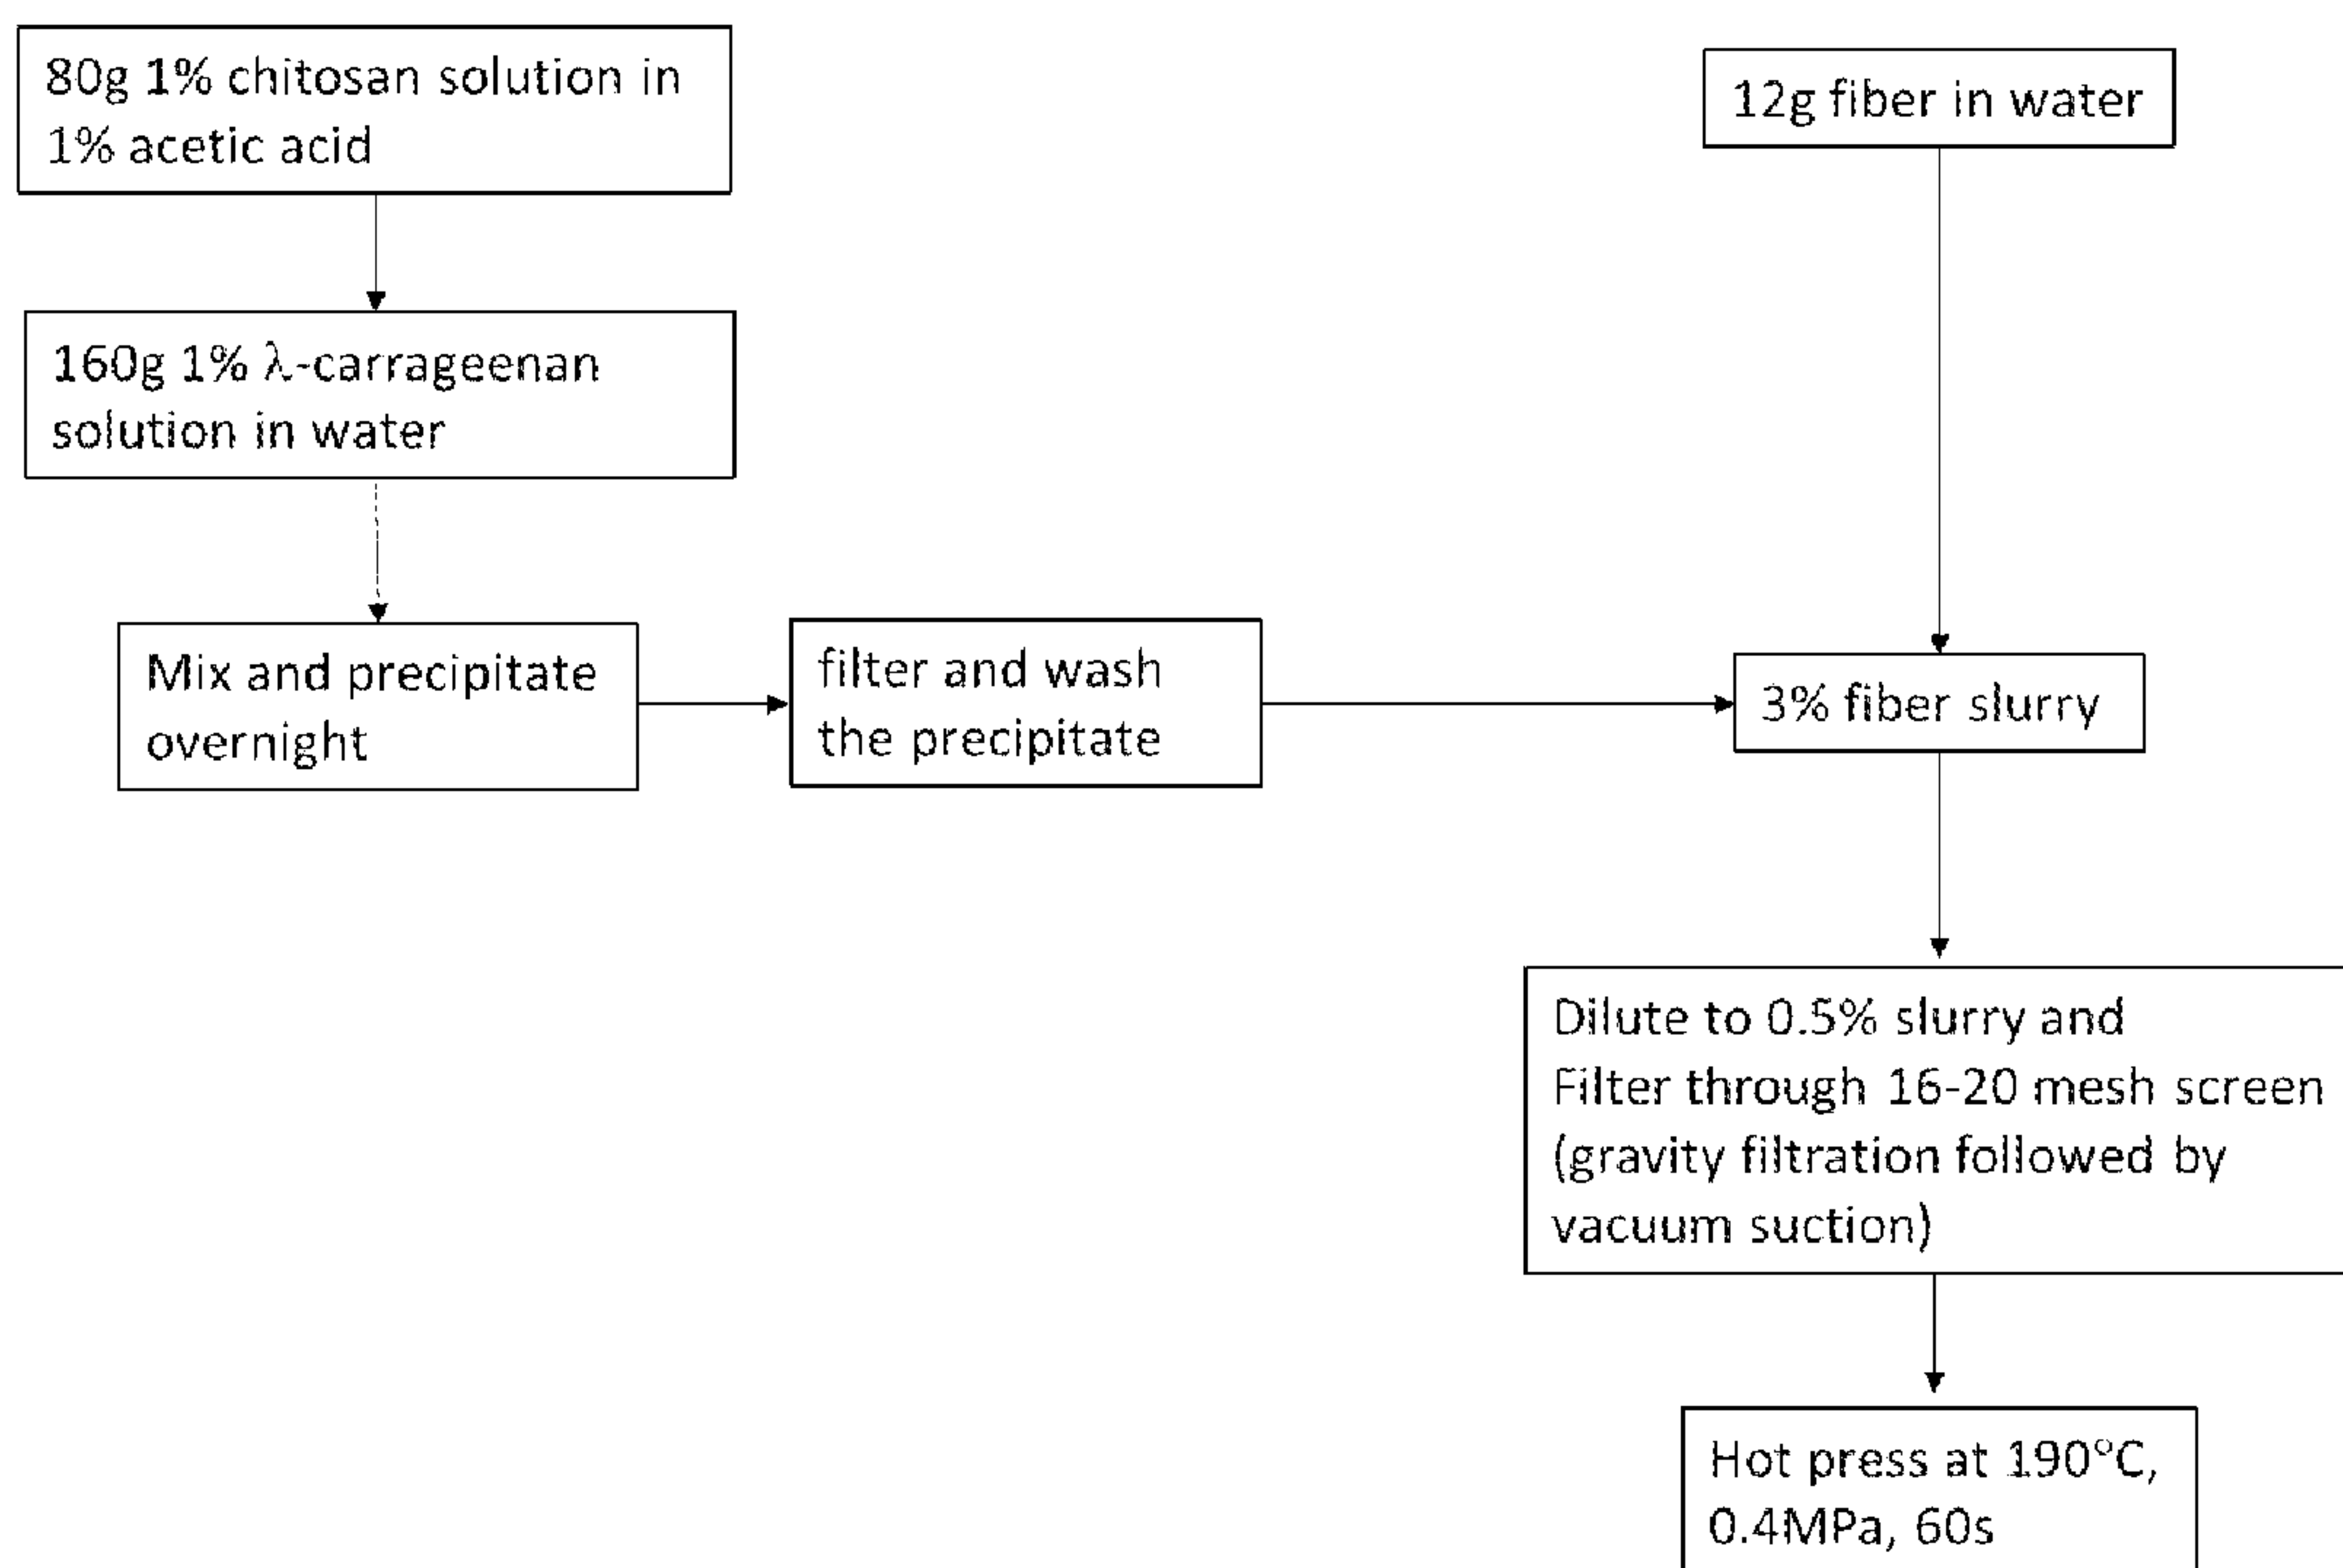 80g 1% chitosan solution in
1% acetic acid
12g fiber in water
160g 1% λ-carrageenan
solution in water
Mix and precipitate
overnight
filter and wash
the precipitate
3% fiber slurry
Dilute to 0.5% slurry and
Filter through 16-20 mesh screen
(gravity filtration followed by
vacuum suction)
Hot press at 190°C,
0.4MPa, 60s